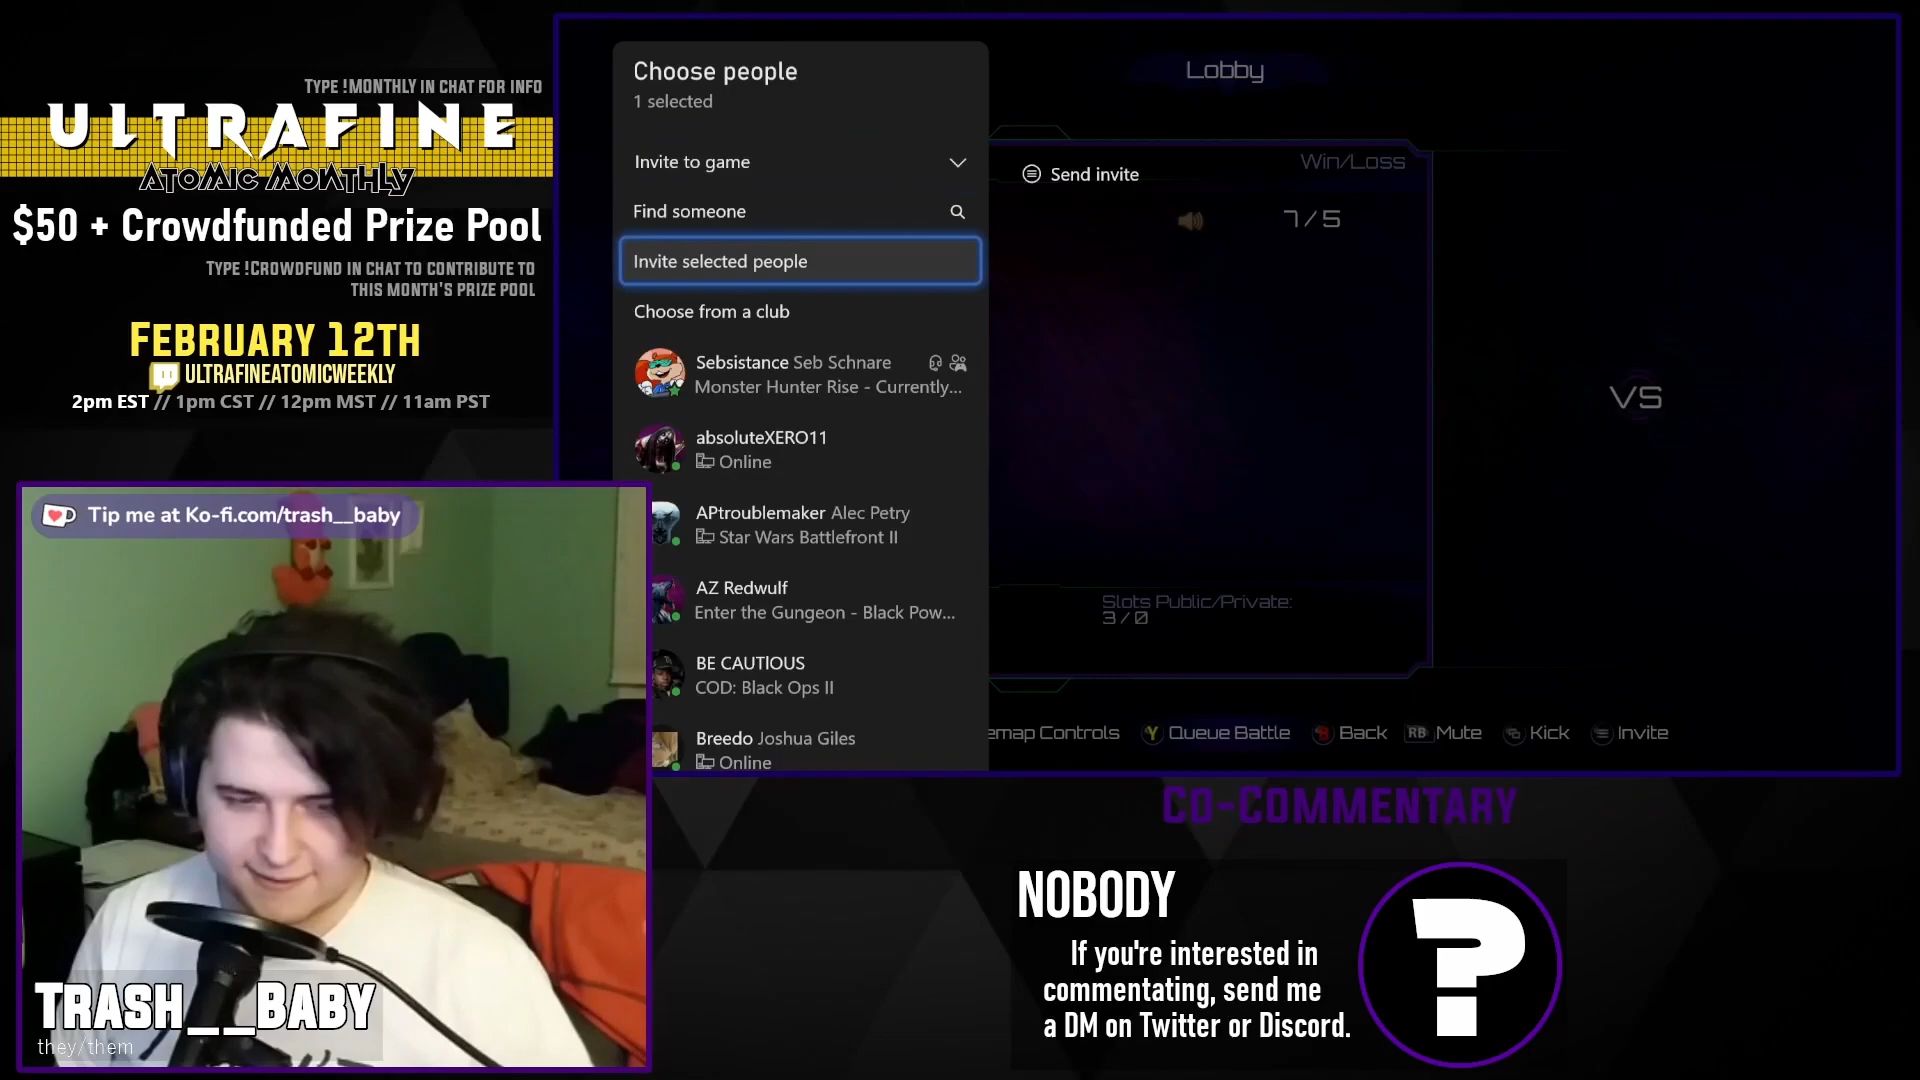 Type !Monthly in chat for info
ULTRAFINE
ATOMIC MONTHLY
$50 + Crowdfunded Prize Pool
Type !Crowdfund in chat to contribute to
this month's prize pool
February 12th
UltrafineAtomicWeekly
2pm EST // 1pm CST // 12pm MST // 11am PST
Choose people
1 selected
Invite to game
Find someone
Invite selected people
Choose from a club
Sebsistance Seb Schnare
Monster Hunter Rise - Currently...
absoluteXERO11
Online
APtroublemaker Alec Petry
Star Wars Battlefront II
AZ Redwulf
Enter the Gungeon - Black Pow...
BE CAUTIOUS
COD: Black Ops II
Breedo Joshua Giles
Online
Lobby
Send invite
Win/Loss
7/5
VS
Slots Public/Private:
3/0
emap Controls
Y Queue Battle
B Back
RB Mute
Kick
Invite
Tip me at Ko-fi.com/trash__baby
Trash__Baby
they/them
Co-Commentary
NOBODY
If you're interested in
commentating, send me
a DM on Twitter or Discord.
?